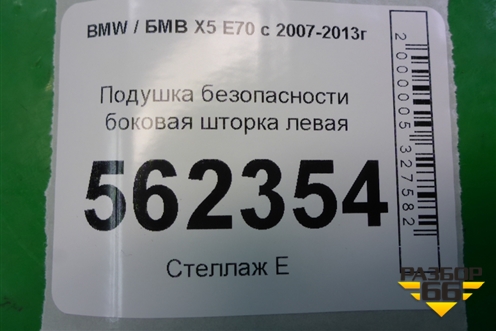 BMW / БМВ X5 E70 с 2007-2013г
Подушка безопасности
боковая шторка левая
562354
Стеллаж Е
2000005327582
РАЗБОР
66